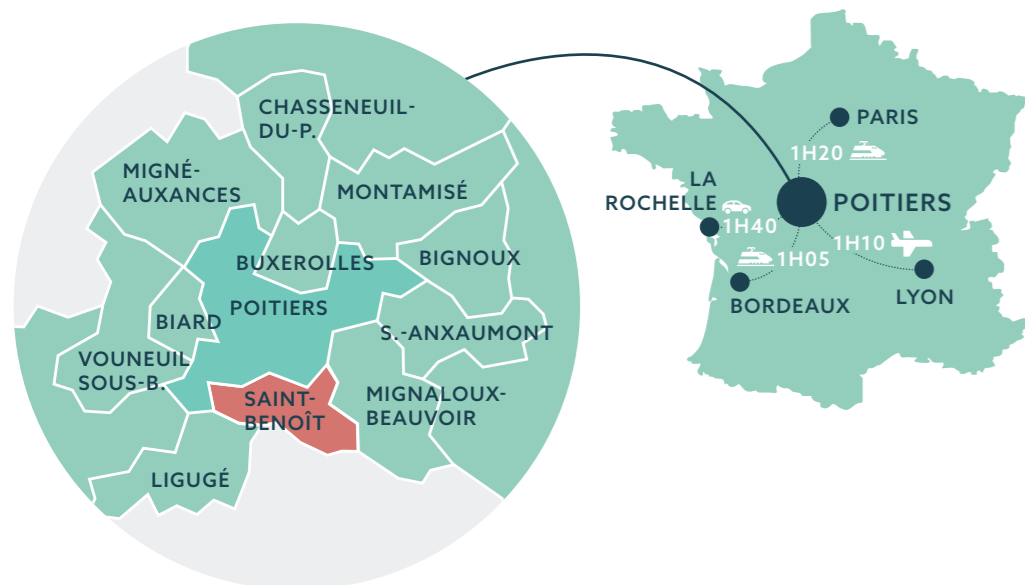 CHASSENEUIL-
DU-P.
MIGNÉ-
AUXANCES
MONTAMISÉ
BUXEROLLES
BIGNOUX
POITIERS
BIARD
S.-ANXAUMONT
VOUNEUIL
SOUS-B.
SAINT-
BENOÎT
MIGNALOUX-
BEAUVOIR
LIGUGÉ
PARIS
1H20
LA
ROCHELLE
POITIERS
1H40
1H10
1H05
BORDEAUX
LYON